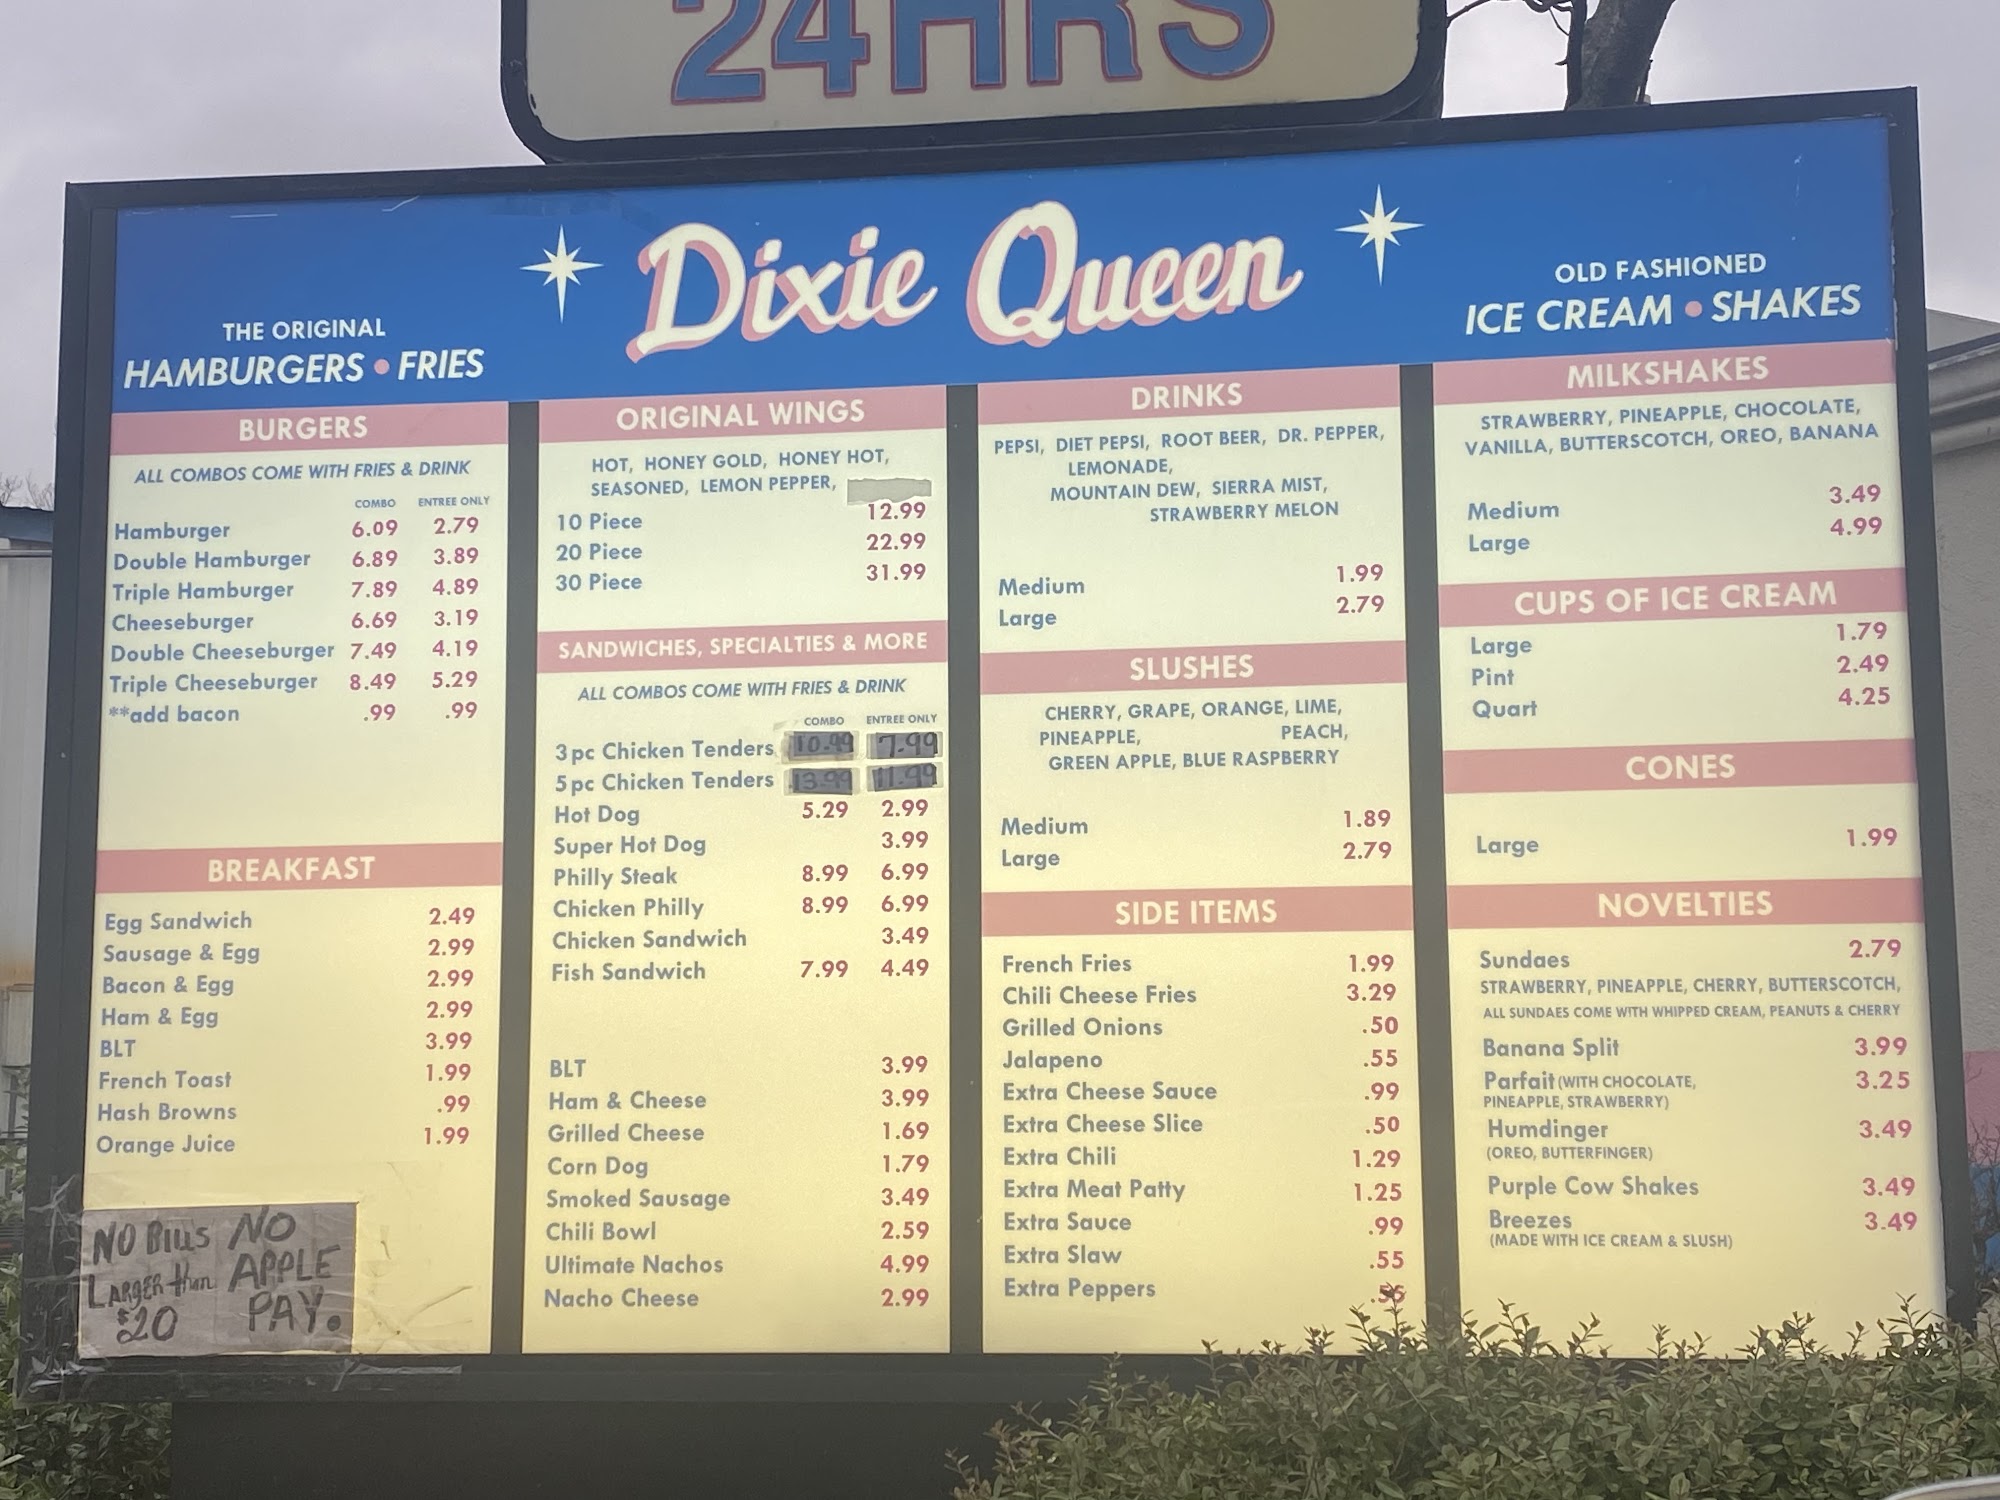 24HRS
Dixie Queen
THE ORIGINAL
HAMBURGERS • FRIES
OLD FASHIONED
ICE CREAM • SHAKES
BURGERS
ALL COMBOS COME WITH FRIES & DRINK
COMBO ENTREE ONLY
Hamburger 6.09 2.79
Double Hamburger 6.89 3.89
Triple Hamburger 7.89 4.89
Cheeseburger 6.69 3.19
Double Cheeseburger 7.49 4.19
Triple Cheeseburger 8.49 5.29
**add bacon .99 .99
BREAKFAST
Egg Sandwich 2.49
Sausage & Egg 2.99
Bacon & Egg 2.99
Ham & Egg 2.99
BLT 3.99
French Toast 1.99
Hash Browns .99
Orange Juice 1.99
NO BILLS NO
LARGER than APPLE
$20 PAY.
ORIGINAL WINGS
HOT, HONEY GOLD, HONEY HOT,
SEASONED, LEMON PEPPER,
10 Piece 12.99
20 Piece 22.99
30 Piece 31.99
SANDWICHES, SPECIALTIES & MORE
ALL COMBOS COME WITH FRIES & DRINK
COMBO ENTREE ONLY
3pc Chicken Tenders 10.99 7.99
5pc Chicken Tenders 13.99 11.99
Hot Dog 5.29 2.99
Super Hot Dog 3.99
Philly Steak 8.99 6.99
Chicken Philly 8.99 6.99
Chicken Sandwich 3.49
Fish Sandwich 7.99 4.49
BLT 3.99
Ham & Cheese 3.99
Grilled Cheese 1.69
Corn Dog 1.79
Smoked Sausage 3.49
Chili Bowl 2.59
Ultimate Nachos 4.99
Nacho Cheese 2.99
DRINKS
PEPSI, DIET PEPSI, ROOT BEER, DR. PEPPER,
LEMONADE,
MOUNTAIN DEW, SIERRA MIST,
STRAWBERRY MELON
Medium 1.99
Large 2.79
SLUSHES
CHERRY, GRAPE, ORANGE, LIME,
PINEAPPLE, PEACH,
GREEN APPLE, BLUE RASPBERRY
Medium 1.89
Large 2.79
SIDE ITEMS
French Fries 1.99
Chili Cheese Fries 3.29
Grilled Onions .50
Jalapeno .55
Extra Cheese Sauce .99
Extra Cheese Slice .50
Extra Chili 1.29
Extra Meat Patty 1.25
Extra Sauce .99
Extra Slaw .55
Extra Peppers .55
MILKSHAKES
STRAWBERRY, PINEAPPLE, CHOCOLATE,
VANILLA, BUTTERSCOTCH, OREO, BANANA
Medium 3.49
Large 4.99
CUPS OF ICE CREAM
Large 1.79
Pint 2.49
Quart 4.25
CONES
Large 1.99
NOVELTIES
Sundaes 2.79
STRAWBERRY, PINEAPPLE, CHERRY, BUTTERSCOTCH,
ALL SUNDAES COME WITH WHIPPED CREAM, PEANUTS & CHERRY
Banana Split 3.99
Parfait (WITH CHOCOLATE, 3.25
PINEAPPLE, STRAWBERRY)
Humdinger 3.49
(OREO, BUTTERFINGER)
Purple Cow Shakes 3.49
Breezes 3.49
(MADE WITH ICE CREAM & SLUSH)